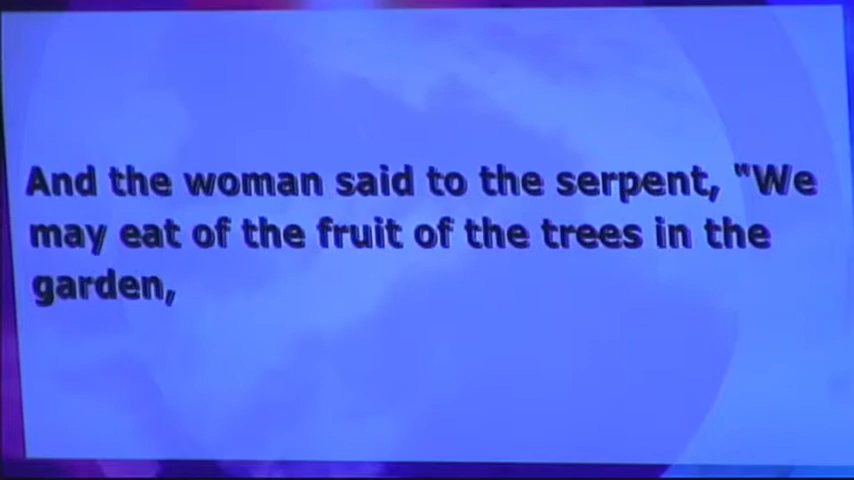 And the woman said to the serpent, "We
may eat of the fruit of the trees in the
garden,